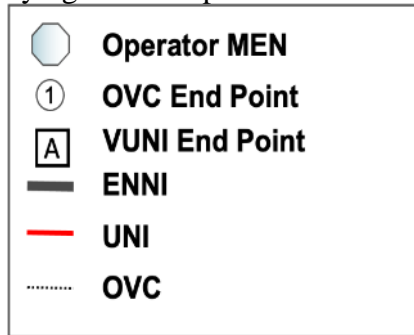 Operator MEN
1 OVC End Point
A VUNI End Point
ENNI
UNI
OVC